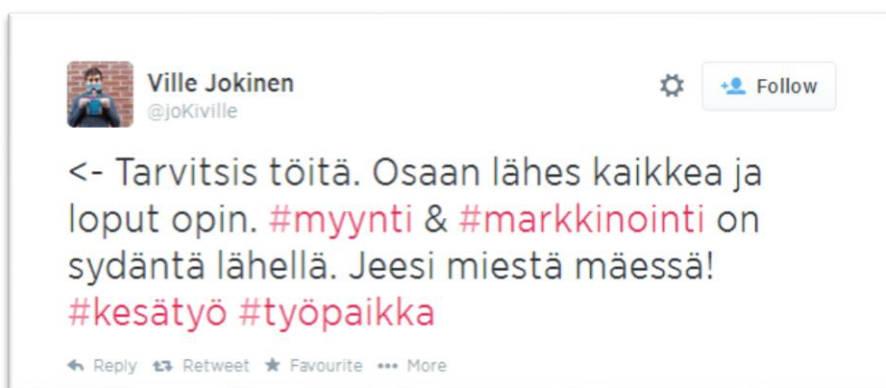 Ville Jokinen
@joKiville
Follow
<- Tarvitsis töitä. Osaan lähes kaikkea ja
loput opin. #myynti & #markkinointi on
sydäntä lähellä. Jeesi miestä mäessä!
#kesätyö #työpaikka
Reply Retweet Favourite More